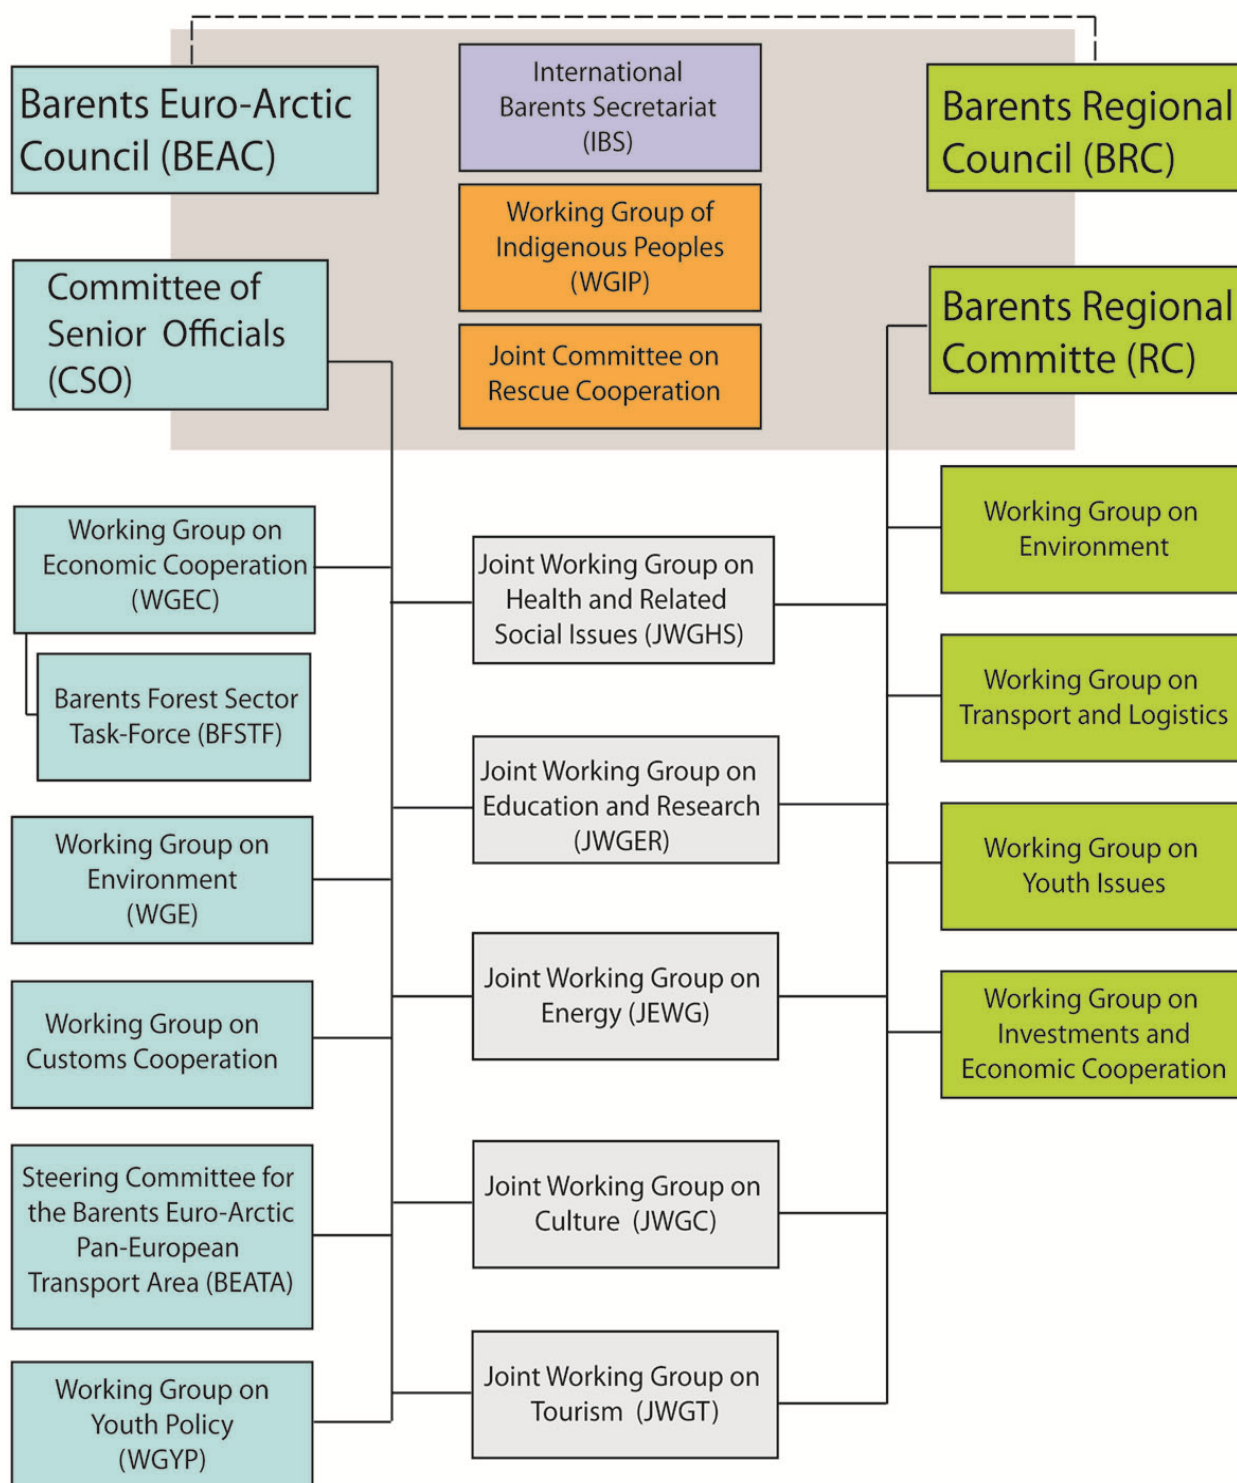 Barents Euro-Arctic
Council (BEAC)
International
Barents Secretariat
(IBS)
Barents Regional
Council (BRC)
Working Group of
Indigenous Peoples
(WGIP)
Committee of
Senior Officials
(CSO)
Joint Committee on
Rescue Cooperation
Barents Regional
Committe (RC)
Working Group on
Economic Cooperation
(WGEC)
Barents Forest Sector
Task-Force (BFSTF)
Working Group on
Environment
(WGE)
Working Group on
Customs Cooperation
Steering Committee for
the Barents Euro-Arctic
Pan-European
Transport Area (BEATA)
Working Group on
Youth Policy
(WGYP)
Joint Working Group on
Health and Related
Social Issues (JWGHS)
Joint Working Group on
Education and Research
(JWGER)
Joint Working Group on
Energy (JEWG)
Joint Working Group on
Culture (JWGC)
Joint Working Group on
Tourism (JWGT)
Working Group on
Environment
Working Group on
Transport and Logistics
Working Group on
Youth Issues
Working Group on
Investments and
Economic Cooperation